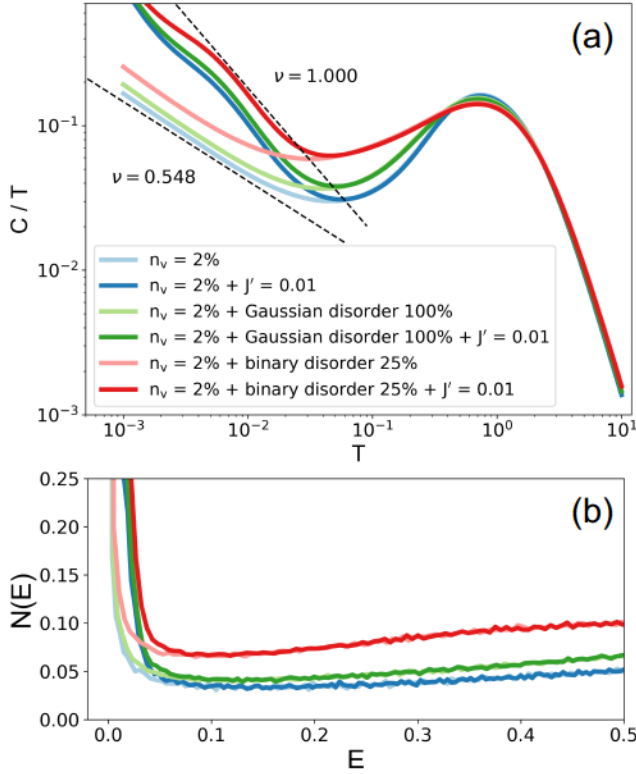 (a)
ν = 1.000
ν = 0.548
C / T
10⁻¹
10⁻²
10⁻³
n_v = 2%
n_v = 2% + J′ = 0.01
n_v = 2% + Gaussian disorder 100%
n_v = 2% + Gaussian disorder 100% + J′ = 0.01
n_v = 2% + binary disorder 25%
n_v = 2% + binary disorder 25% + J′ = 0.01
10⁻³ 10⁻² 10⁻¹ 10⁰ 10¹
T
(b)
N(E)
0.25
0.20
0.15
0.10
0.05
0.00
0.0 0.1 0.2 0.3 0.4 0.5
E